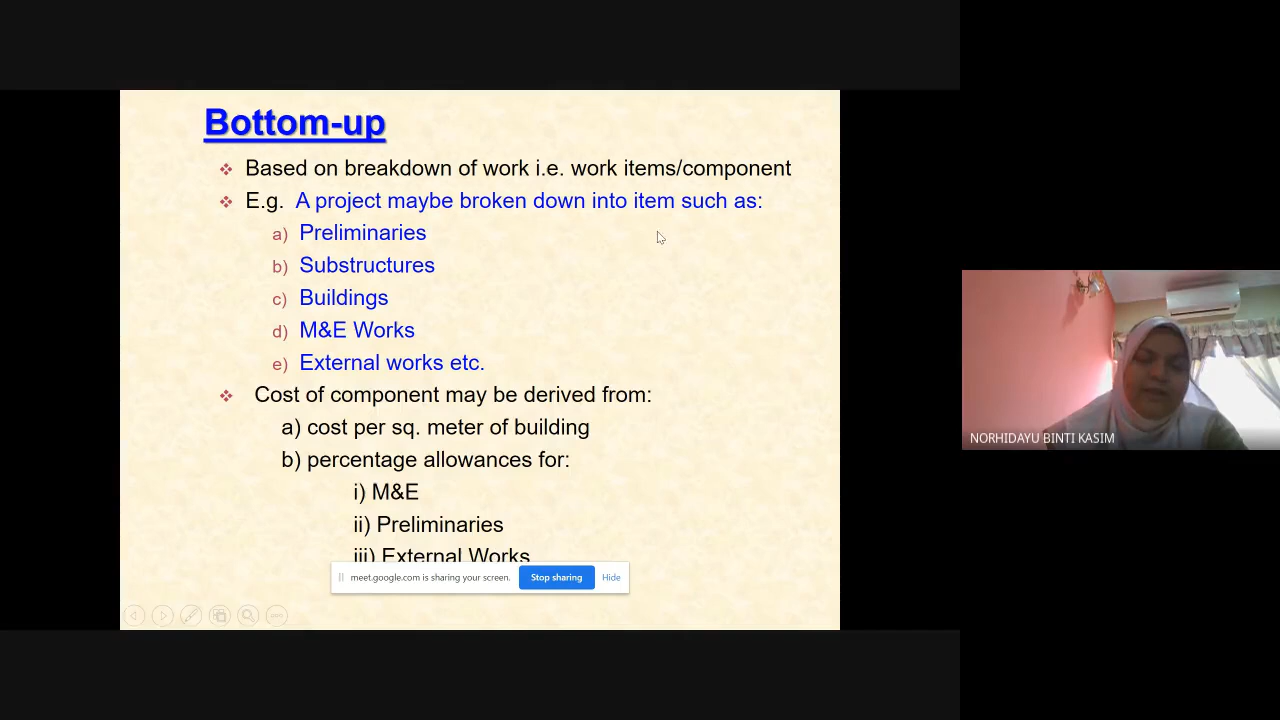 Bottom-up
Based on breakdown of work i.e. work items/component
E.g. A project maybe broken down into item such as:
a) Preliminaries
b) Substructures
c) Buildings
d) M&E Works
e) External works etc.
Cost of component may be derived from:
a) cost per sq. meter of building
b) percentage allowances for:
i) M&E
ii) Preliminaries
iii) External Works
meet.google.com is sharing your screen. Stop sharing Hide
NORHIDAYU BINTI KASIM